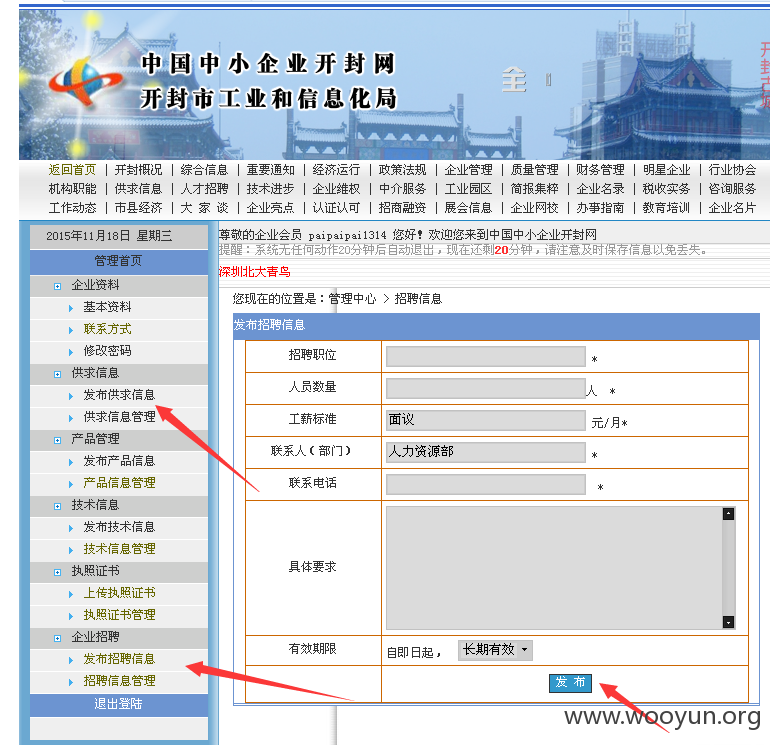 中国中小企业开封网
开封市工业和信息化局
全
返回首页 | 开封概况 | 综合信息 | 重要通知 | 经济运行 | 政策法规 | 企业管理 | 质量管理 | 财务管理 | 明星企业 | 行业协会
机构职能 | 供求信息 | 人才招聘 | 技术进步 | 企业维权 | 中介服务 | 工业园区 | 简报集粹 | 企业名录 | 税收实务 | 咨询服务
工作动态 | 市县经济 | 大 家 谈 | 企业亮点 | 认证认可 | 招商融资 | 展会信息 | 企业网校 | 办事指南 | 教育培训 | 企业名片
2015年11月18日 星期三
管理首页
企业资料
基本资料
联系方式
修改密码
供求信息
发布供求信息
供求信息管理
产品管理
发布产品信息
产品信息管理
技术信息
发布技术信息
技术信息管理
执照证书
上传执照证书
执照证书管理
企业招聘
发布招聘信息
招聘信息管理
退出登陆
尊敬的企业会员 paipaipai1314 您好! 欢迎您来到中国中小企业开封网
提醒：系统无任何动作20分钟后自动退出，现在还剩20分钟，请注意及时保存信息以免丢失。
深圳北大青鸟
您现在的位置是：管理中心 > 招聘信息
发布招聘信息
招聘职位 *
人员数量 人 *
工薪标准 面议 元/月*
联系人(部门) 人力资源部 *
联系电话 *
具体要求
有效期限 自即日起， 长期有效
发 布
www.wooyun.org